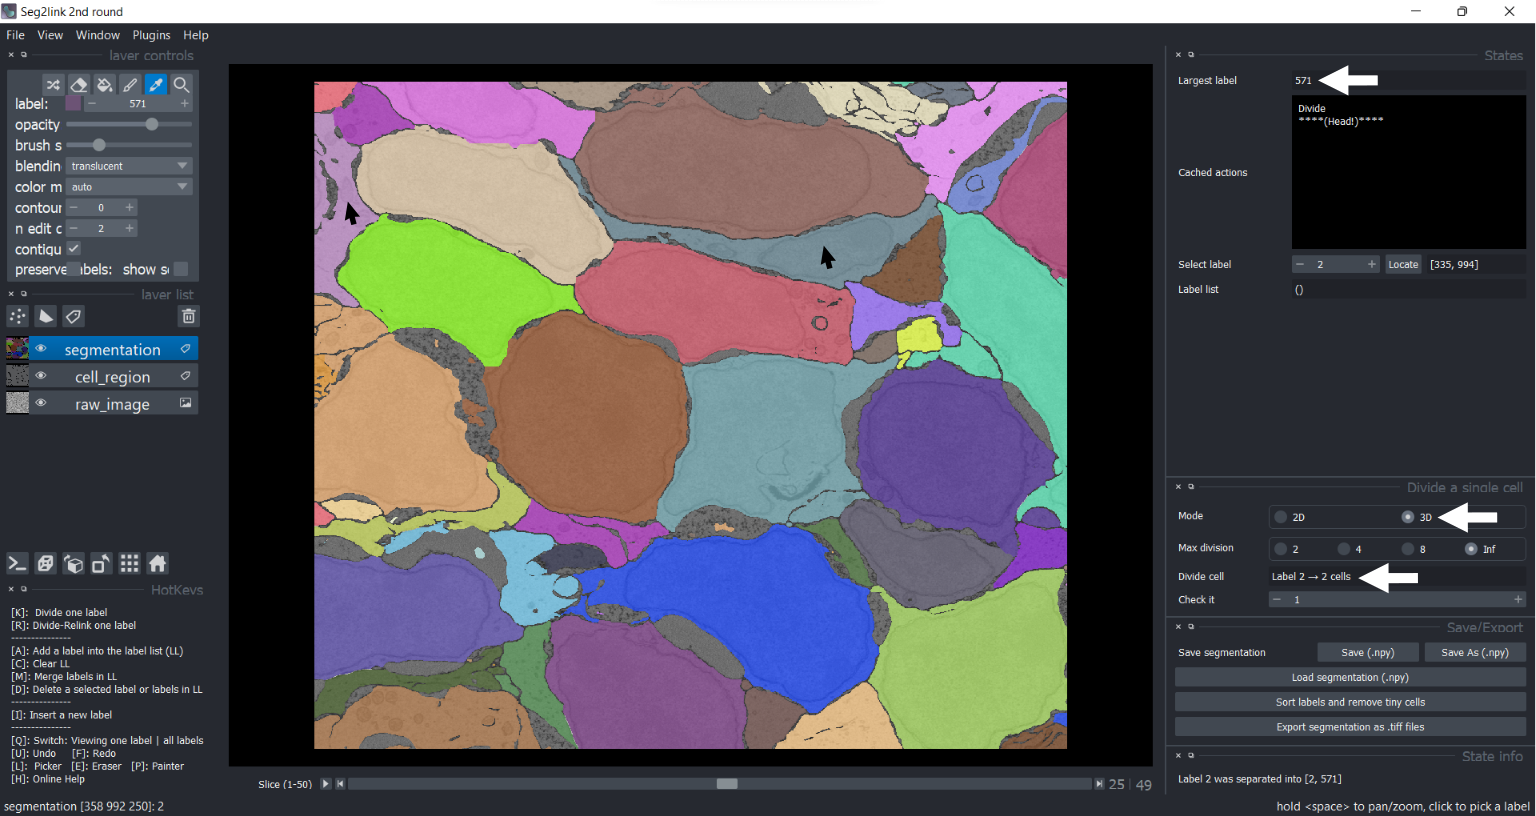 Seg2link 2nd round
File View Window Plugins Help
layer controls
label: 571
opacity
brush s
blendin translucent
color m auto
contour 0
n edit c 2
contigu
preserve labels: show s
layer list
segmentation
cell_region
raw_image
HotKeys
[K]: Divide one label
[R]: Divide-Relink one label
---------------
[A]: Add a label into the label list (LL)
[C]: Clear LL
[M]: Merge labels in LL
[D]: Delete a selected label or labels in LL
---------------
[I]: Insert a new label
---------------
[Q]: Switch: Viewing one label | all labels
[U]: Undo [F]: Redo
[L]: Picker [E]: Eraser [P]: Painter
[H]: Online Help
segmentation [358 992 250]: 2
Slice (1-50) 25 | 49
States
Largest label 571
Cached actions
Divide
****(Head!)****
Select label 2 Locate [335, 994]
Label list ()
Divide a single cell
Mode 2D 3D
Max division 2 4 8 Inf
Divide cell Label 2 → 2 cells
Check it 1
Save/Export
Save segmentation Save (.npy) Save As (.npy)
Load segmentation (.npy)
Sort labels and remove tiny cells
Export segmentation as .tiff files
State info
Label 2 was separated into [2, 571]
hold <space> to pan/zoom, click to pick a label